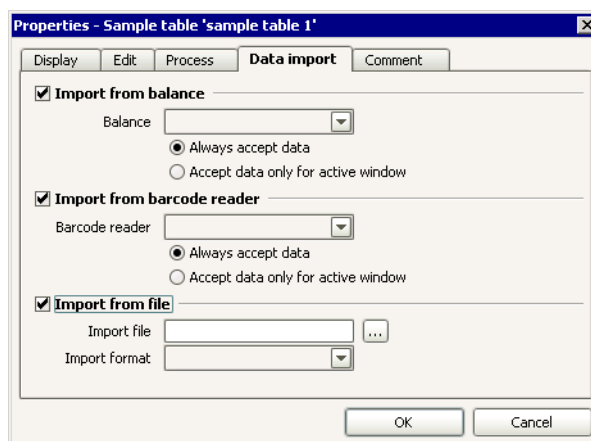 Properties - Sample table 'sample table 1'
Display Edit Process Data import Comment
Import from balance
Balance
Always accept data
Accept data only for active window
Import from barcode reader
Barcode reader
Always accept data
Accept data only for active window
Import from file
Import file ...
Import format
OK Cancel